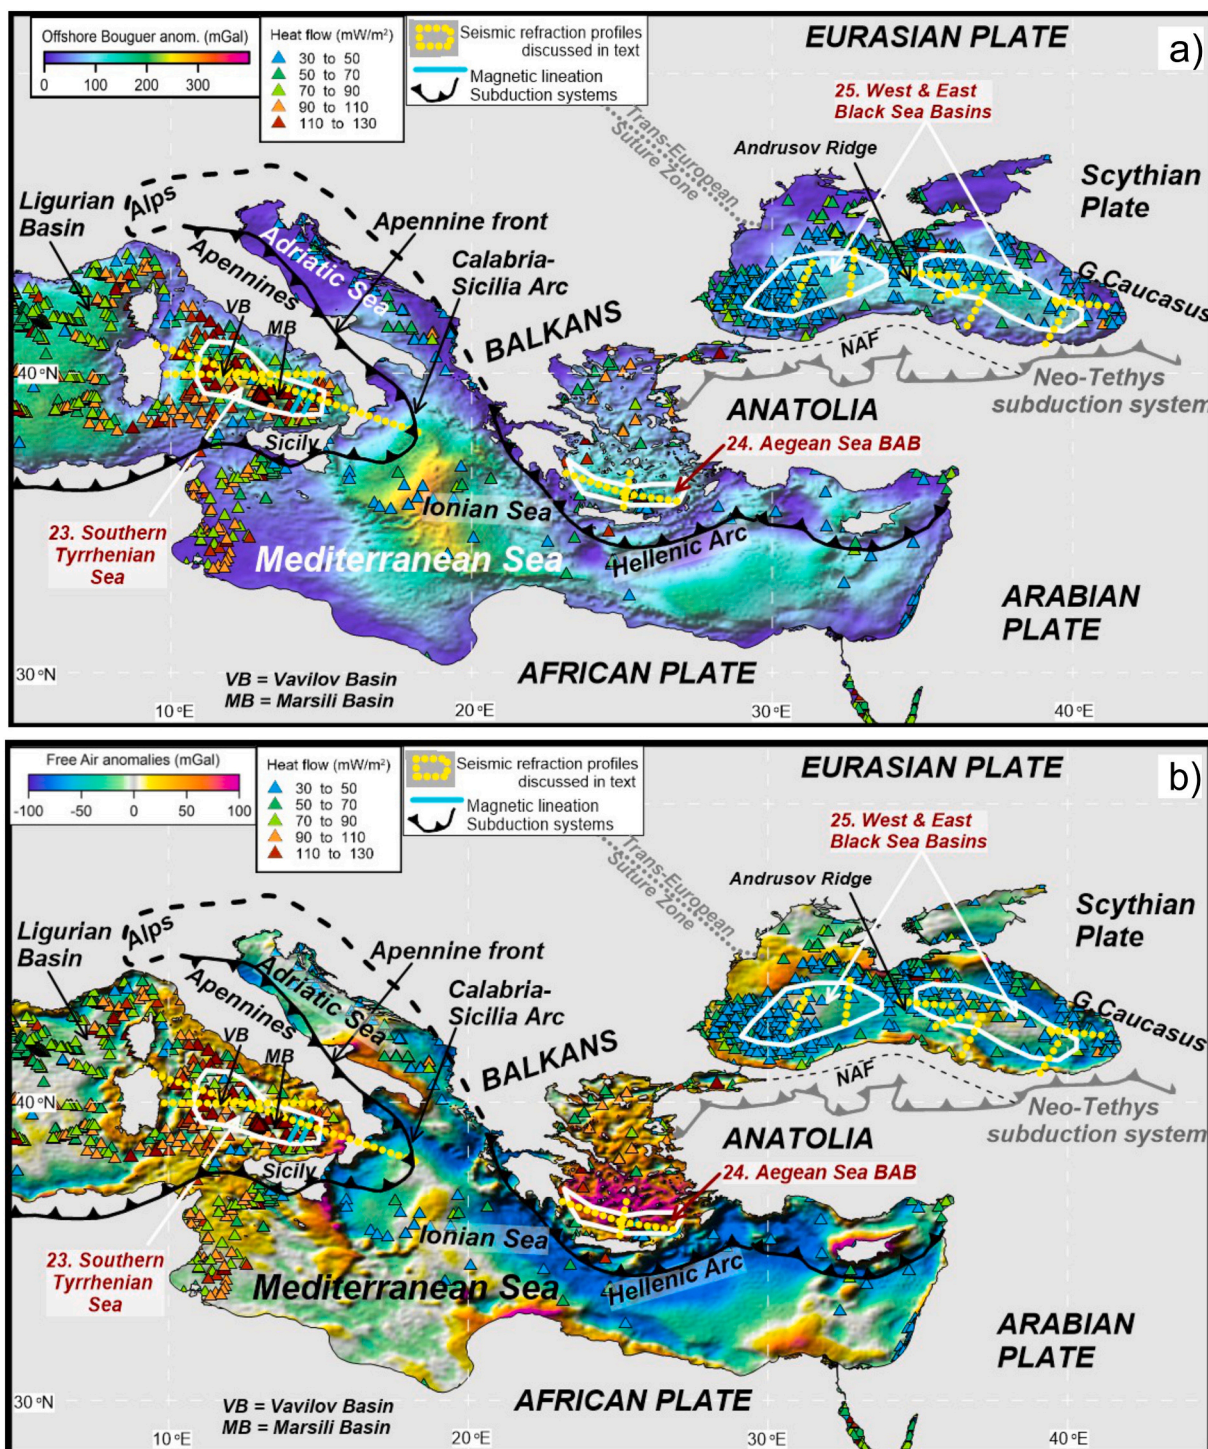 a)
Offshore Bouguer anom. (mGal)
0 100 200 300
Heat flow (mW/m²)
30 to 50
50 to 70
70 to 90
90 to 110
110 to 130
Seismic refraction profiles
discussed in text
Magnetic lineation
Subduction systems
EURASIAN PLATE
25. West & East
Black Sea Basins
Trans-European
Suture Zone
Andrusov Ridge
Scythian
Plate
Ligurian
Basin
Alps
Apennine front
Adriatic Sea
Apennines
Calabria-
Sicilia Arc
G.Caucasus
VB
MB
BALKANS
NAF
40°N
Neo-Tethys
subduction system
ANATOLIA
Sicily
24. Aegean Sea BAB
Ionian Sea
23. Southern
Tyrrhenian
Sea
Mediterranean Sea
Hellenic Arc
ARABIAN
PLATE
AFRICAN PLATE
30°N
VB = Vavilov Basin
MB = Marsili Basin
10°E 20°E 30°E 40°E
b)
Free Air anomalies (mGal)
-100 -50 0 50 100
Heat flow (mW/m²)
30 to 50
50 to 70
70 to 90
90 to 110
110 to 130
Seismic refraction profiles
discussed in text
Magnetic lineation
Subduction systems
EURASIAN PLATE
25. West & East
Black Sea Basins
Trans-European
Suture Zone
Andrusov Ridge
Scythian
Plate
Ligurian
Basin
Alps
Apennine front
Adriatic Sea
Apennines
Calabria-
Sicilia Arc
G.Caucasus
VB
MB
BALKANS
NAF
40°N
Neo-Tethys
subduction system
ANATOLIA
Sicily
24. Aegean Sea BAB
Ionian Sea
23. Southern
Tyrrhenian
Sea
Mediterranean Sea
Hellenic Arc
ARABIAN
PLATE
AFRICAN PLATE
30°N
VB = Vavilov Basin
MB = Marsili Basin
10°E 20°E 30°E 40°E